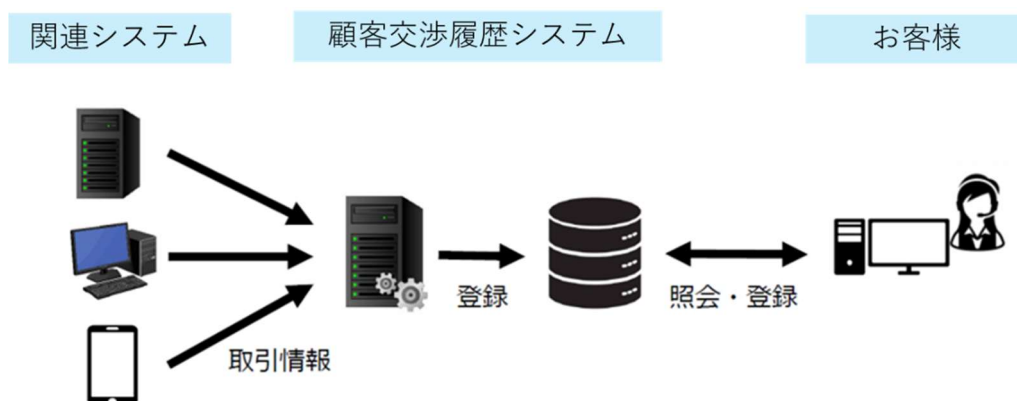 関連システム
顧客交渉履歴システム
お客様
登録
照会・登録
取引情報